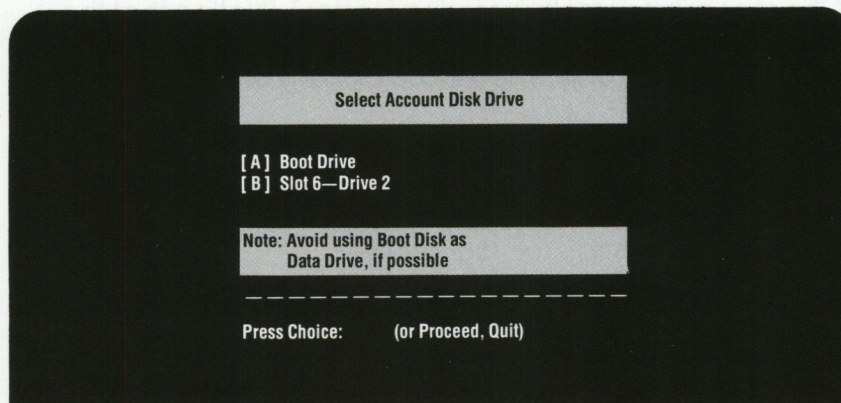 Select Account Disk Drive
[ A ] Boot Drive
[ B ] Slot 6—Drive 2
Note: Avoid using Boot Disk as
Data Drive, if possible
Press Choice: (or Proceed, Quit)